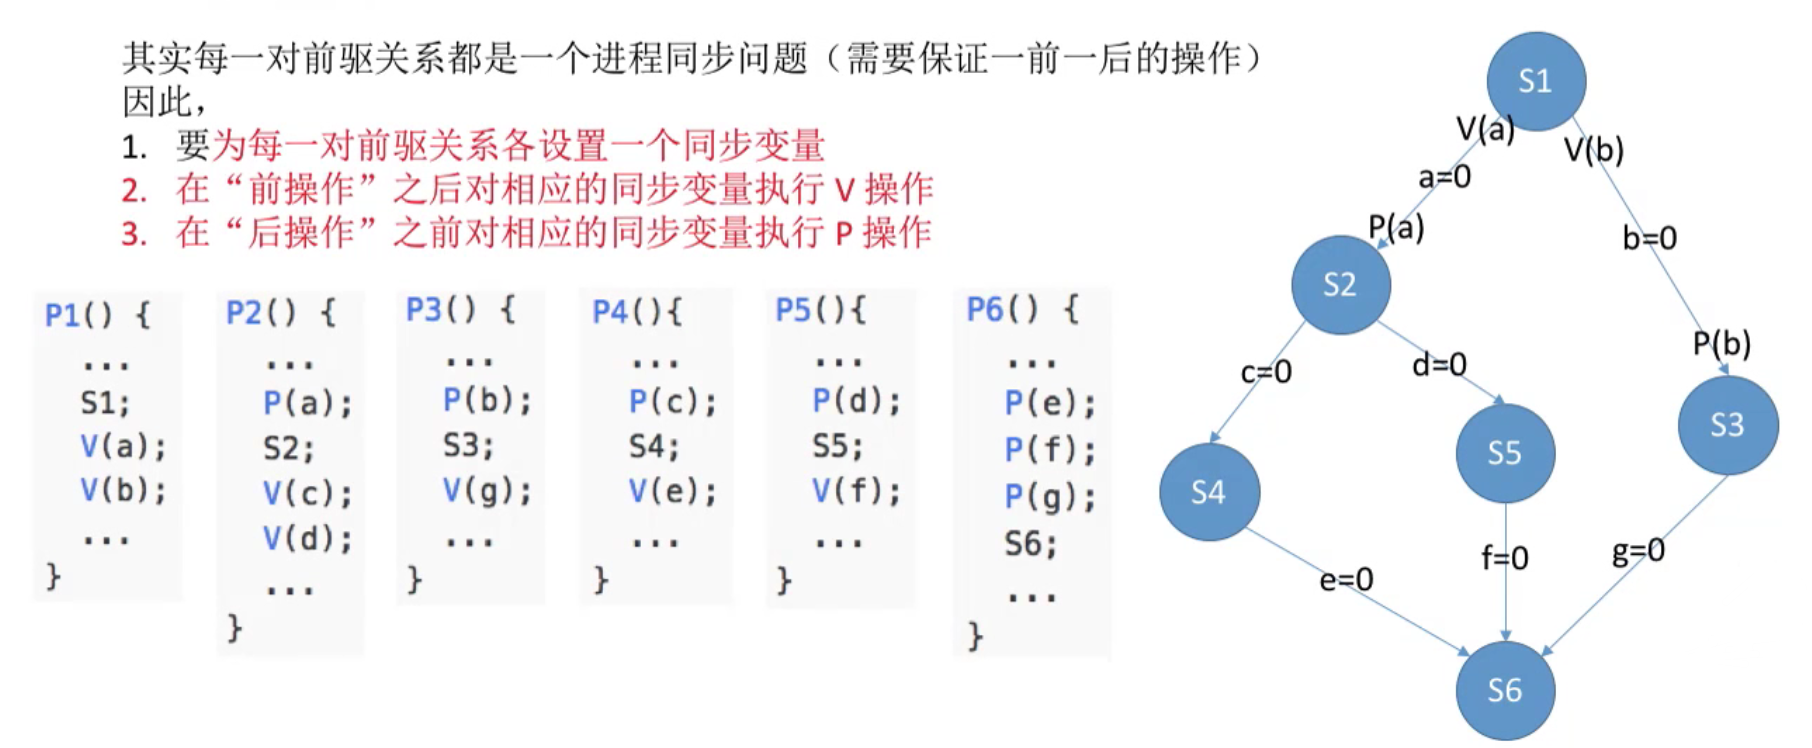 其实每一对前驱关系都是一个进程同步问题（需要保证一前一后的操作）
因此，
1. 要为每一对前驱关系各设置一个同步变量
2. 在“前操作”之后对相应的同步变量执行 V 操作
3. 在“后操作”之前对相应的同步变量执行 P 操作
P1() {
...
S1;
V(a);
V(b);
...
}
P2() {
...
P(a);
S2;
V(c);
V(d);
...
}
P3() {
...
P(b);
S3;
V(g);
...
}
P4(){
...
P(c);
S4;
V(e);
...
}
P5(){
...
P(d);
S5;
V(f);
...
}
P6() {
...
P(e);
P(f);
P(g);
S6;
...
}
S1
V(a)
V(b)
a=0
P(a)
b=0
S2
P(b)
c=0
d=0
S3
S5
S4
f=0
g=0
e=0
S6